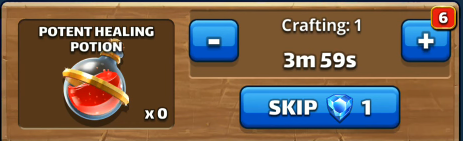 POTENT HEALING
POTION
x 0
-
Crafting: 1
3m 59s
+
6
SKIP 1